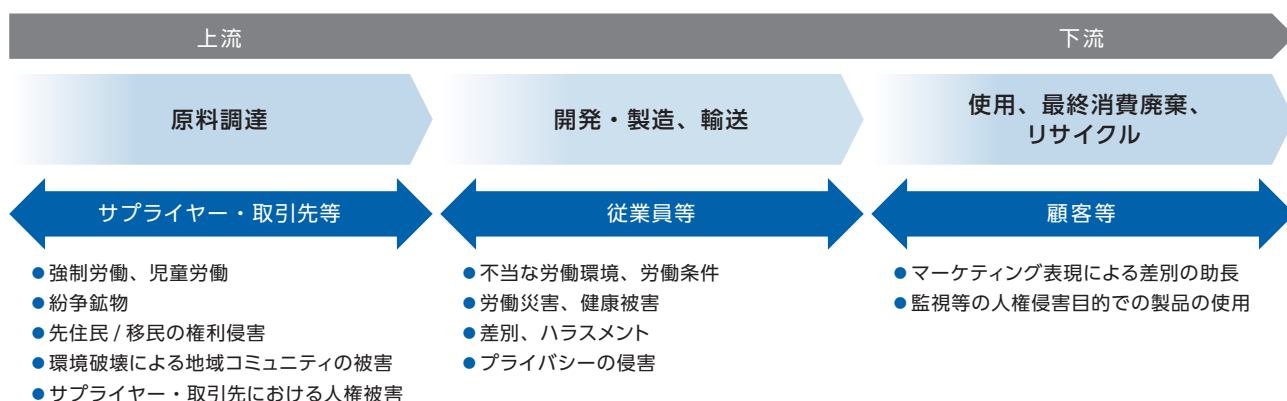 上流
下流
原料調達
開発・製造、輸送
使用、最終消費廃棄、
リサイクル
サプライヤー・取引先等
従業員等
顧客等
●強制労働、児童労働
●紛争鉱物
●先住民 / 移民の権利侵害
●環境破壊による地域コミュニティの被害
●サプライヤー・取引先における人権被害
●不当な労働環境、労働条件
●労働災害、健康被害
●差別、ハラスメント
●プライバシーの侵害
●マーケティング表現による差別の助長
●監視等の人権侵害目的での製品の使用